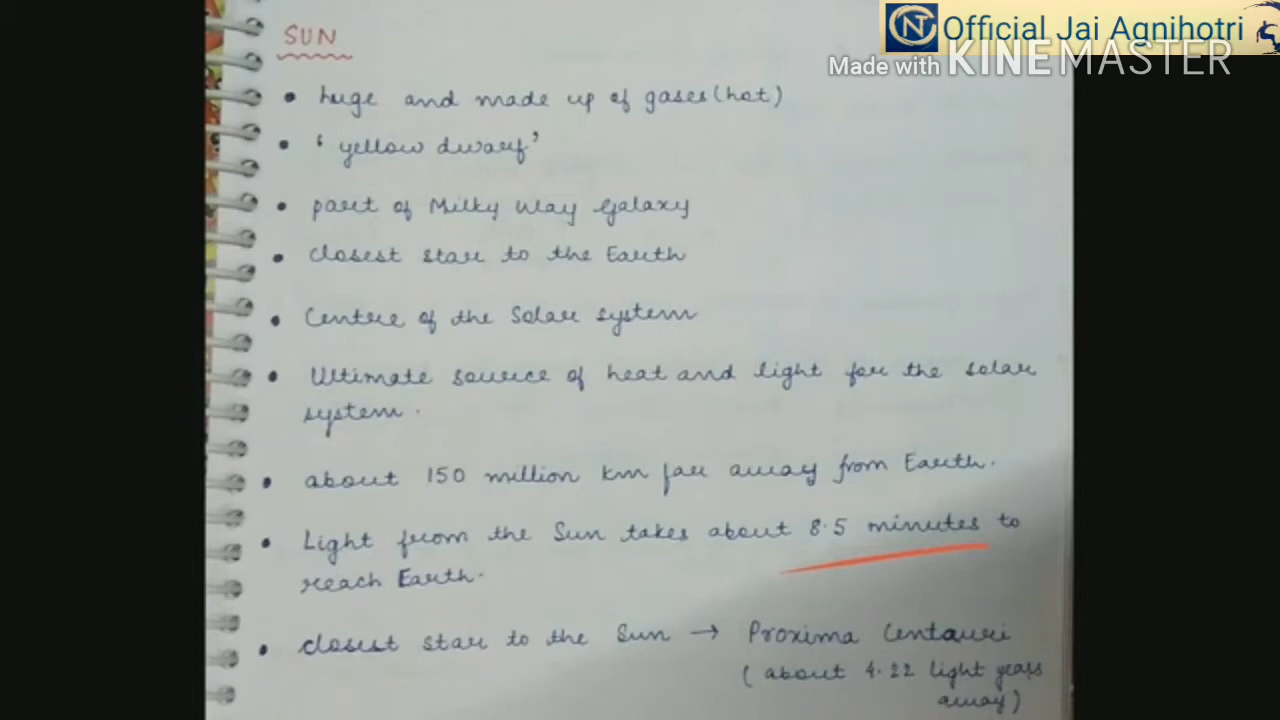 Official Jai Agnihotri
Made with KINEMASTER
SUN
• huge and made up of gases (hot)
• 'yellow dwarf'
• part of Milky Way Galaxy
• closest star to the Earth
• Centre of the Solar system
• Ultimate source of heat and light for the solar
system.
• about 150 million km far away from Earth.
• Light from the Sun takes about 8.5 minutes to
reach Earth.
• closest star to the Sun → Proxima Centauri
(about 4.22 light years
away)